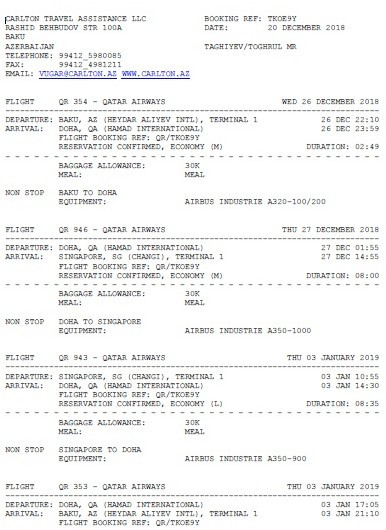 CARLTON TRAVEL ASSISTANCE LLC BOOKING REF: TKOE9Y
RASHID BEHBUDOV STR 100A DATE: 20 DECEMBER 2018
BAKU
AZERBAIJAN TAGHIYEV/TOGHRUL MR
TELEPHONE: 99412_5980085
FAX: 99412_4981211
EMAIL: VUGAR@CARLTON.AZ WWW.CARLTON.AZ
FLIGHT QR 354 - QATAR AIRWAYS WED 26 DECEMBER 2018
DEPARTURE: BAKU, AZ (HEYDAR ALIYEV INTL), TERMINAL 1 26 DEC 22:10
ARRIVAL: DOHA, QA (HAMAD INTERNATIONAL) 26 DEC 23:59
FLIGHT BOOKING REF: QR/TKOE9Y
RESERVATION CONFIRMED, ECONOMY (M) DURATION: 02:49
BAGGAGE ALLOWANCE: 30K
MEAL: MEAL
NON STOP BAKU TO DOHA
EQUIPMENT: AIRBUS INDUSTRIE A320-100/200
FLIGHT QR 946 - QATAR AIRWAYS THU 27 DECEMBER 2018
DEPARTURE: DOHA, QA (HAMAD INTERNATIONAL) 27 DEC 01:55
ARRIVAL: SINGAPORE, SG (CHANGI), TERMINAL 1 27 DEC 14:55
FLIGHT BOOKING REF: QR/TKOE9Y
RESERVATION CONFIRMED, ECONOMY (M) DURATION: 08:00
BAGGAGE ALLOWANCE: 30K
MEAL: MEAL
NON STOP DOHA TO SINGAPORE
EQUIPMENT: AIRBUS INDUSTRIE A350-1000
FLIGHT QR 943 - QATAR AIRWAYS THU 03 JANUARY 2019
DEPARTURE: SINGAPORE, SG (CHANGI), TERMINAL 1 03 JAN 10:55
ARRIVAL: DOHA, QA (HAMAD INTERNATIONAL) 03 JAN 14:30
FLIGHT BOOKING REF: QR/TKOE9Y
RESERVATION CONFIRMED, ECONOMY (L) DURATION: 08:35
BAGGAGE ALLOWANCE: 30K
MEAL: MEAL
NON STOP SINGAPORE TO DOHA
EQUIPMENT: AIRBUS INDUSTRIE A350-900
FLIGHT QR 353 - QATAR AIRWAYS THU 03 JANUARY 2019
DEPARTURE: DOHA, QA (HAMAD INTERNATIONAL) 03 JAN 17:05
ARRIVAL: BAKU, AZ (HEYDAR ALIYEV INTL), TERMINAL 1 03 JAN 21:10
FLIGHT BOOKING REF: QR/TKOE9Y